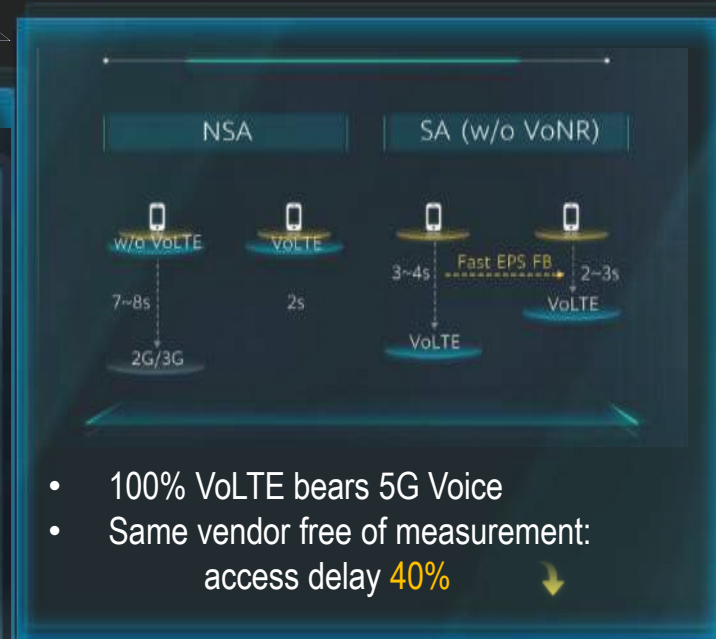 NSA
SA (w/o VoNR)
w/o VoLTE
VoLTE
3~4s
Fast EPS FB
2~3s
7~8s
2s
VoLTE
VoLTE
2G/3G
• 100% VoLTE bears 5G Voice
• Same vendor free of measurement:
access delay 40%